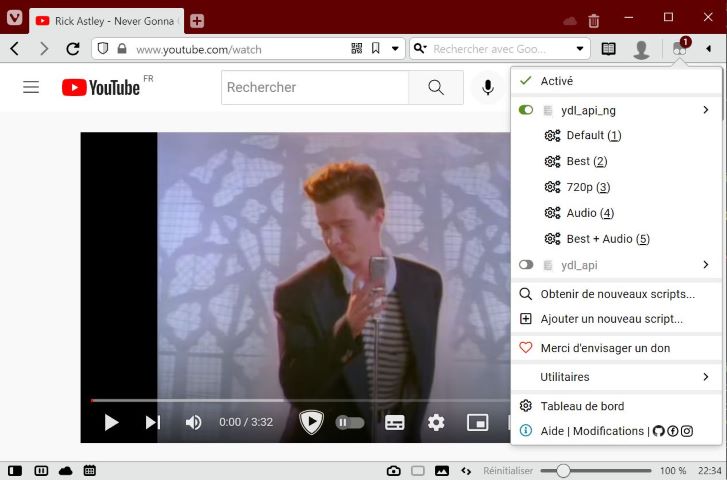 Rick Astley - Never Gonna
www.youtube.com/watch
Rechercher avec Goo...
1
YouTube FR
Rechercher
Activé
ydl_api_ng
Default (1)
Best (2)
720p (3)
Audio (4)
Best + Audio (5)
ydl_api
Obtenir de nouveaux scripts...
Ajouter un nouveau script...
Merci d'envisager un don
Utilitaires
Tableau de bord
Aide | Modifications |
0:00 / 3:32
Réinitialiser
100 %
22:34